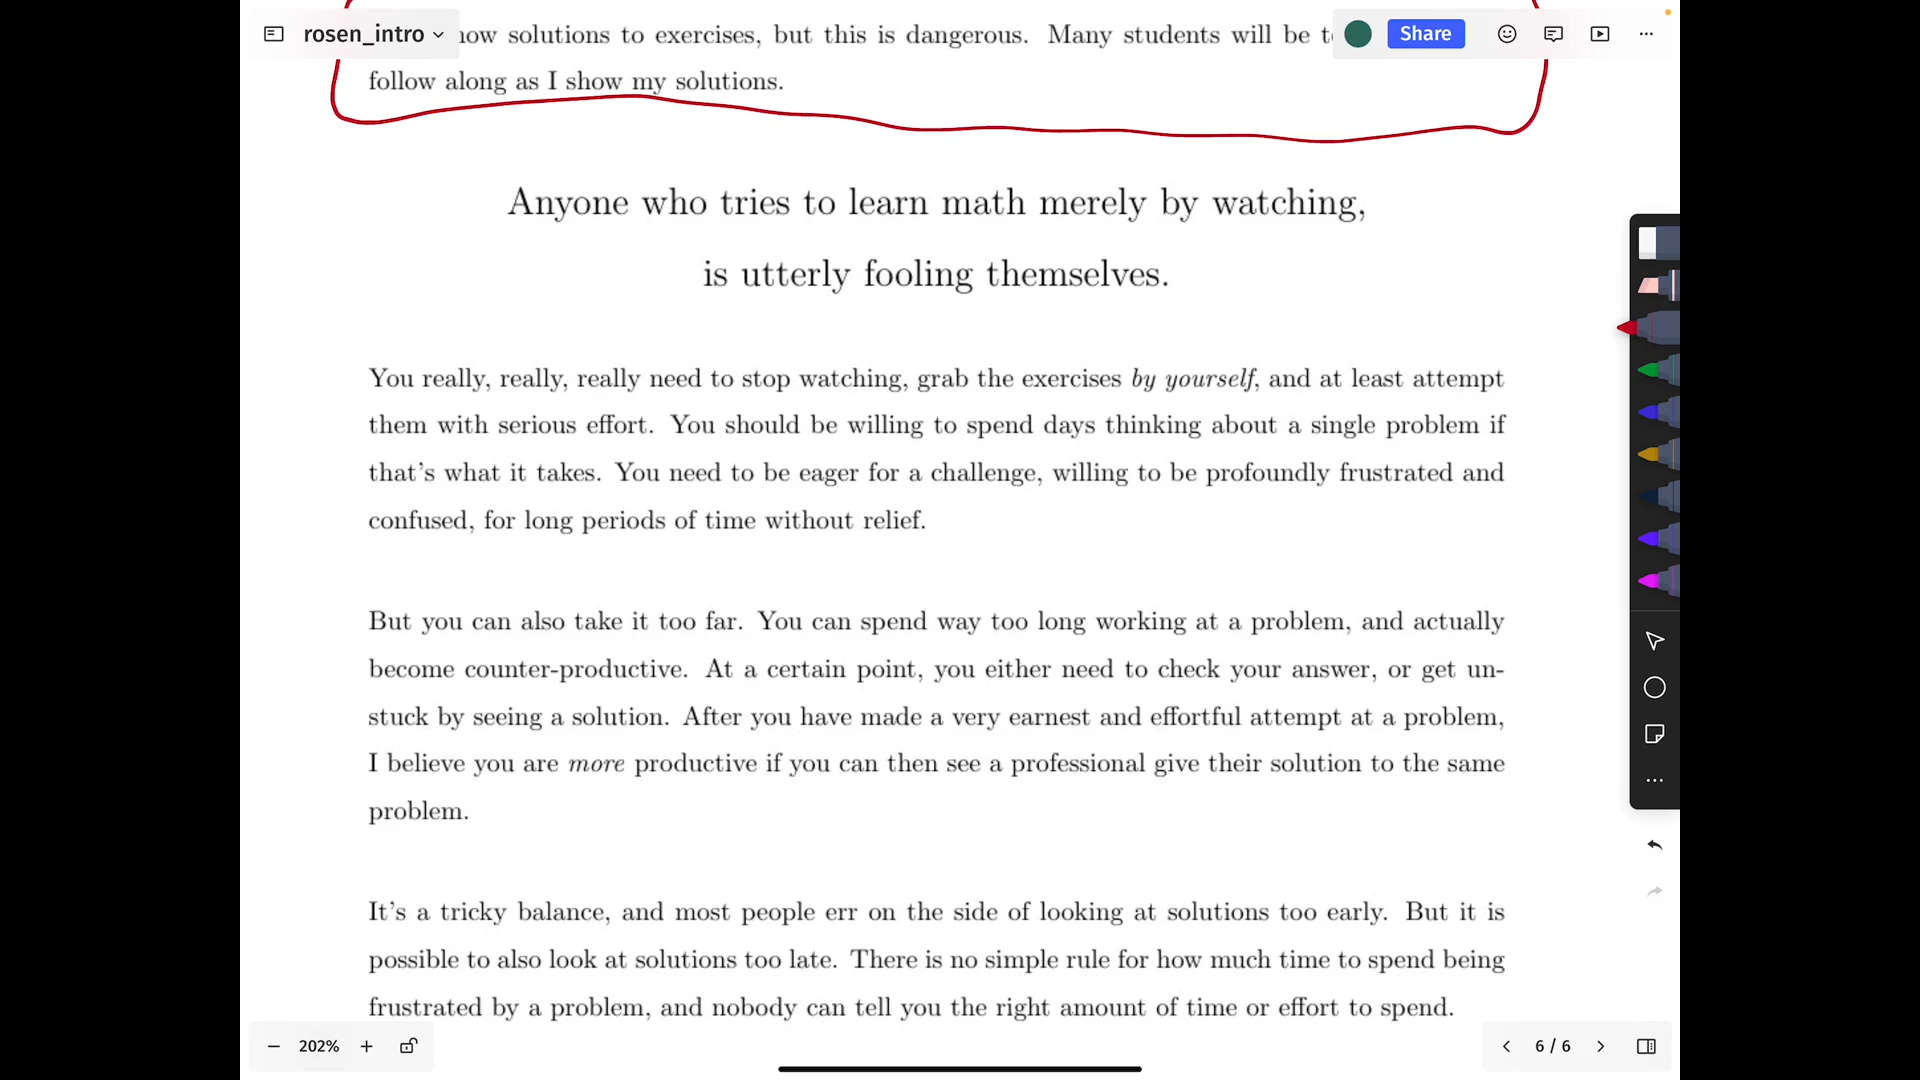 rosen_intro
how solutions to exercises, but this is dangerous. Many students will be
Share
follow along as I show my solutions.
Anyone who tries to learn math merely by watching,
is utterly fooling themselves.
You really, really, really need to stop watching, grab the exercises by yourself, and at least attempt
them with serious effort. You should be willing to spend days thinking about a single problem if
that's what it takes. You need to be eager for a challenge, willing to be profoundly frustrated and
confused, for long periods of time without relief.
But you can also take it too far. You can spend way too long working at a problem, and actually
become counter-productive. At a certain point, you either need to check your answer, or get un-
stuck by seeing a solution. After you have made a very earnest and effortful attempt at a problem,
I believe you are more productive if you can then see a professional give their solution to the same
problem.
It's a tricky balance, and most people err on the side of looking at solutions too early. But it is
possible to also look at solutions too late. There is no simple rule for how much time to spend being
frustrated by a problem, and nobody can tell you the right amount of time or effort to spend.
202%
6 / 6